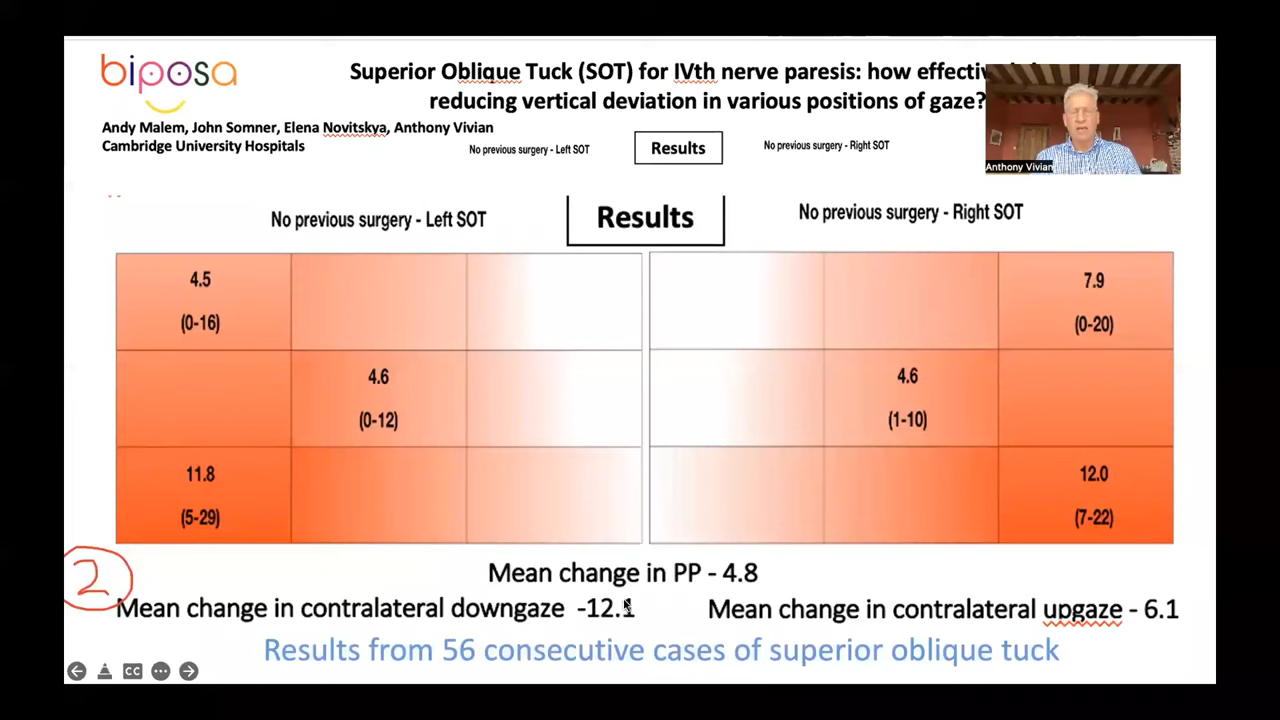 biposa
Superior Oblique Tuck (SOT) for IVth nerve paresis: how
reducing vertical deviation in various positions of gaze?
Andy Malem, John Somner, Elena Novitskya, Anthony Vivian
Cambridge University Hospitals
No previous surgery - Left SOT
Results
No previous surgery - Right SOT
Anthony Vivian
No previous surgery - Left SOT
Results
No previous surgery - Right SOT
4.5
7.9
(0-16)
(0-20)
4.6
4.6
(0-12)
(1-10)
11.8
12.0
(5-29)
(7-22)
2
Mean change in PP - 4.8
Mean change in contralateral downgaze -12.1
Mean change in contralateral upgaze - 6.1
Results from 56 consecutive cases of superior oblique tuck
CC